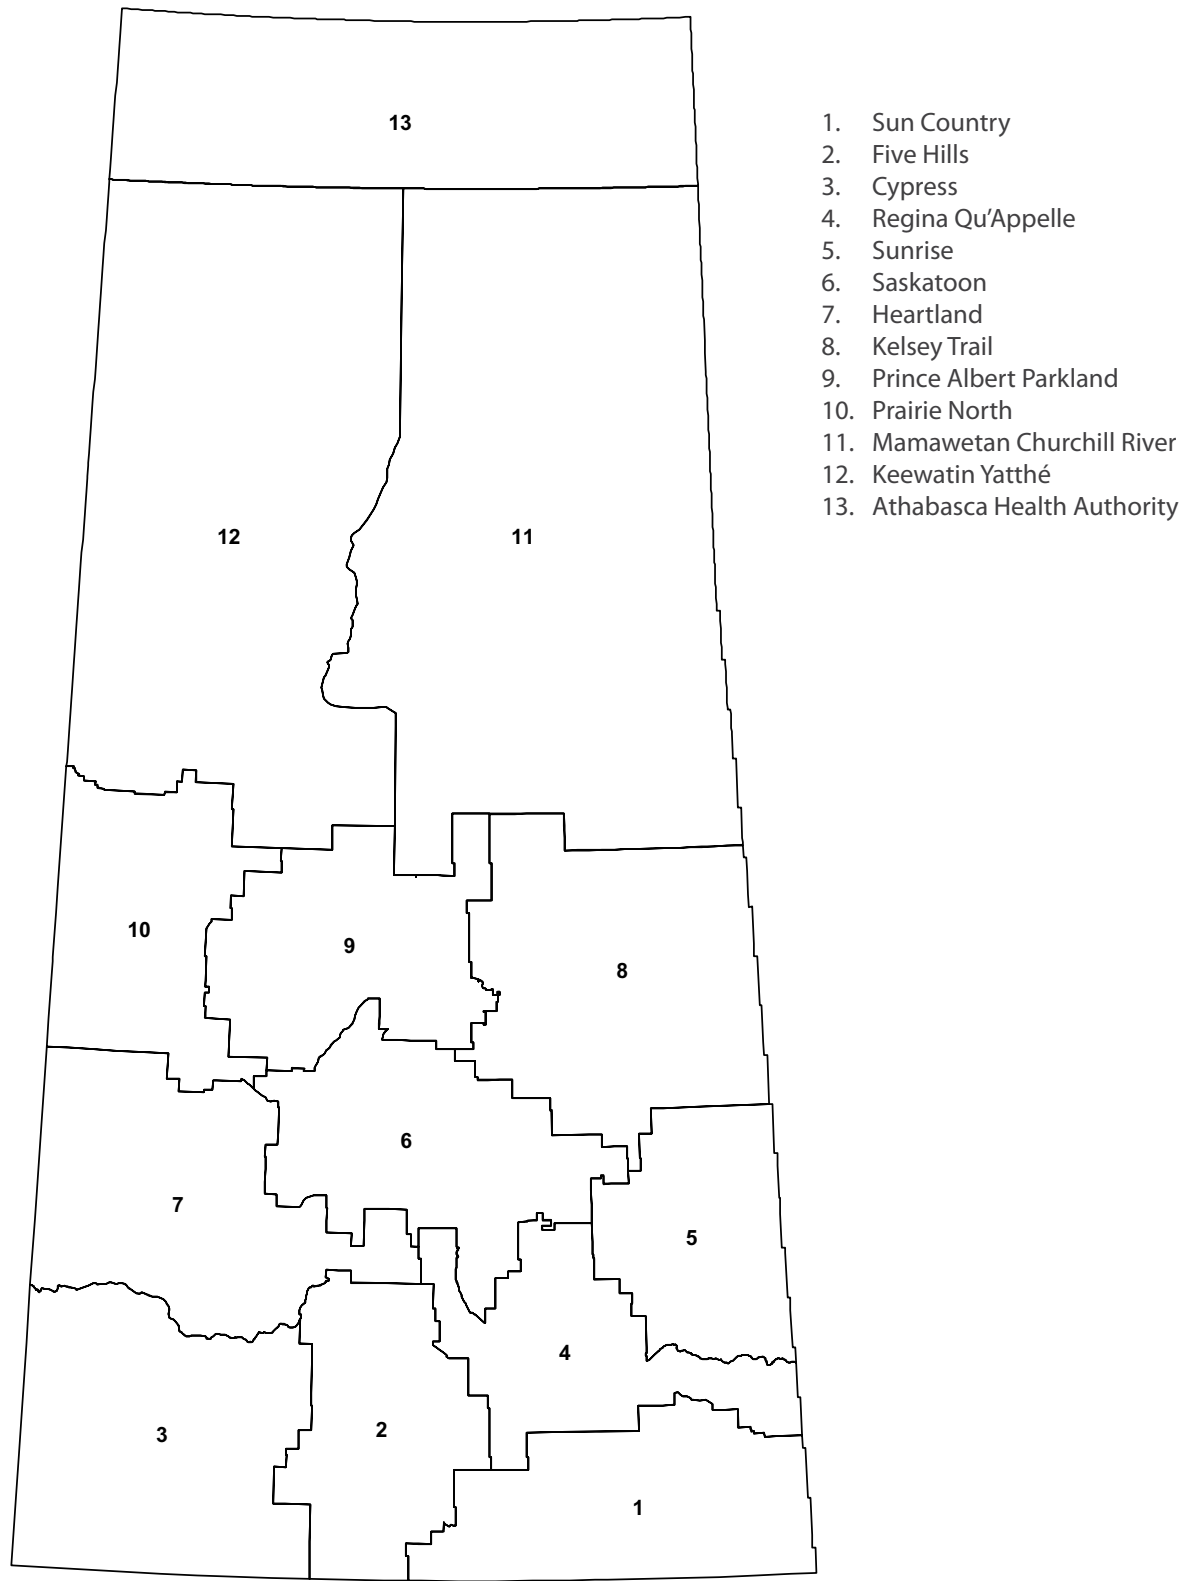 13
1. Sun Country
2. Five Hills
3. Cypress
4. Regina Qu’Appelle
5. Sunrise
6. Saskatoon
7. Heartland
8. Kelsey Trail
9. Prince Albert Parkland
10. Prairie North
11. Mamawetan Churchill River
12. Keewatin Yatthé
13. Athabasca Health Authority
12 11
10
9
8
6
7
5
4
3
2
1